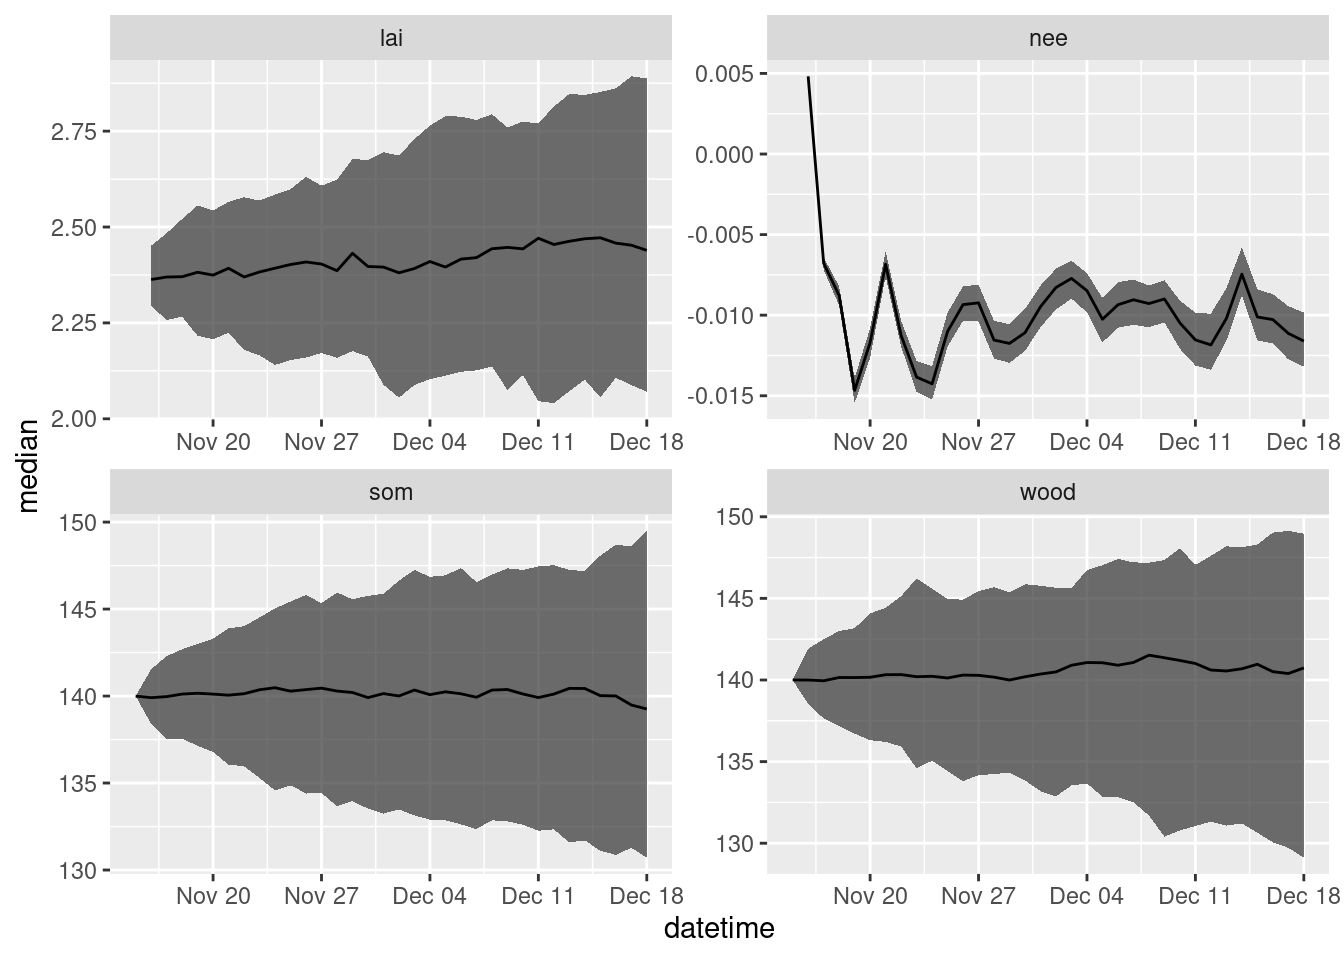 lai
nee
2.75
2.50
2.25
2.00
0.005
0.000
-0.005
-0.010
-0.015
Nov 20 Nov 27 Dec 04 Dec 11 Dec 18
Nov 20 Nov 27 Dec 04 Dec 11 Dec 18
median
som
wood
150
145
140
135
130
150
145
140
135
130
Nov 20 Nov 27 Dec 04 Dec 11 Dec 18
Nov 20 Nov 27 Dec 04 Dec 11 Dec 18
datetime